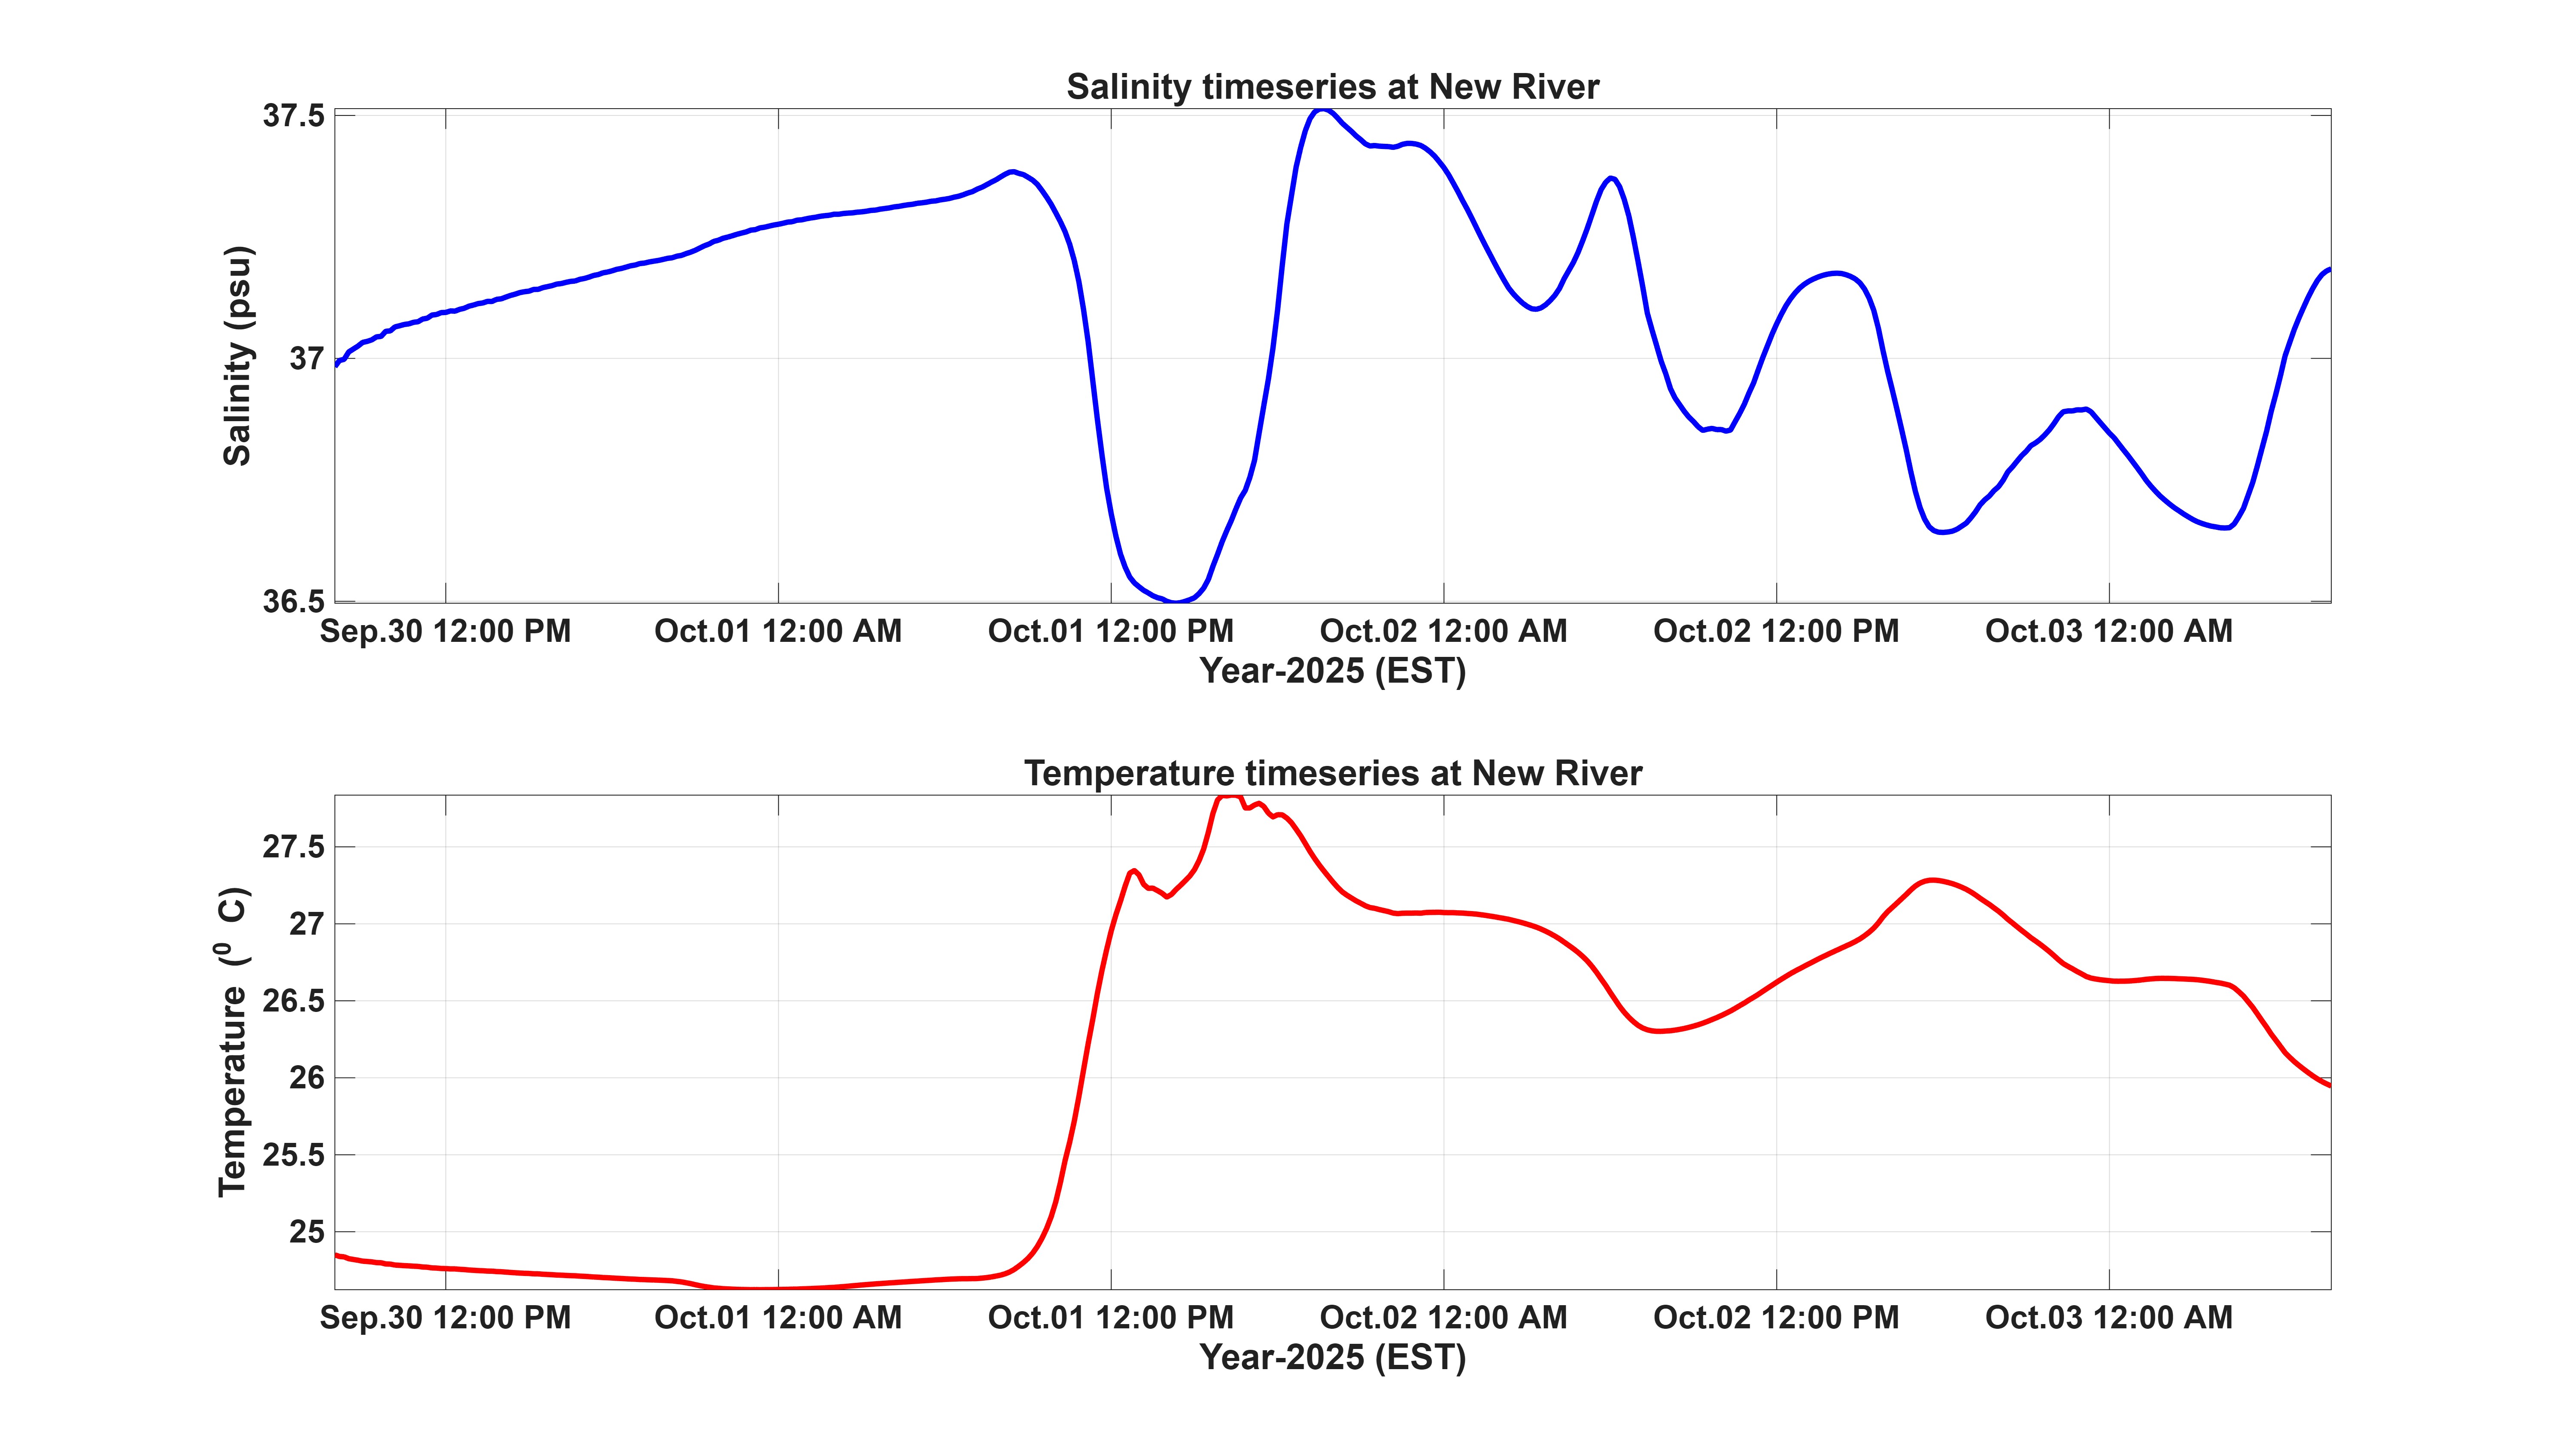 Salinity timeseries at New River
37.5
37
36.5
Salinity (psu)
Sep.30 12:00 PM Oct.01 12:00 AM Oct.01 12:00 PM Oct.02 12:00 AM Oct.02 12:00 PM Oct.03 12:00 AM
Year-2025 (EST)
Temperature timeseries at New River
27.5
27
26.5
26
25.5
25
Temperature (⁰ C)
Sep.30 12:00 PM Oct.01 12:00 AM Oct.01 12:00 PM Oct.02 12:00 AM Oct.02 12:00 PM Oct.03 12:00 AM
Year-2025 (EST)